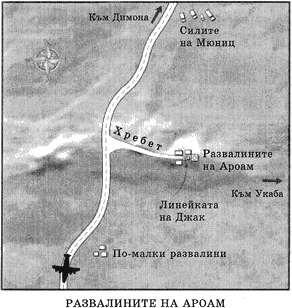 Към Димона
Силите
на Мюниц
Хребет
Развалините
на Ароам
Към Укаба
Линейката
на Джак
По-малки развалини
РАЗВАЛИНИТЕ НА АРОАМ